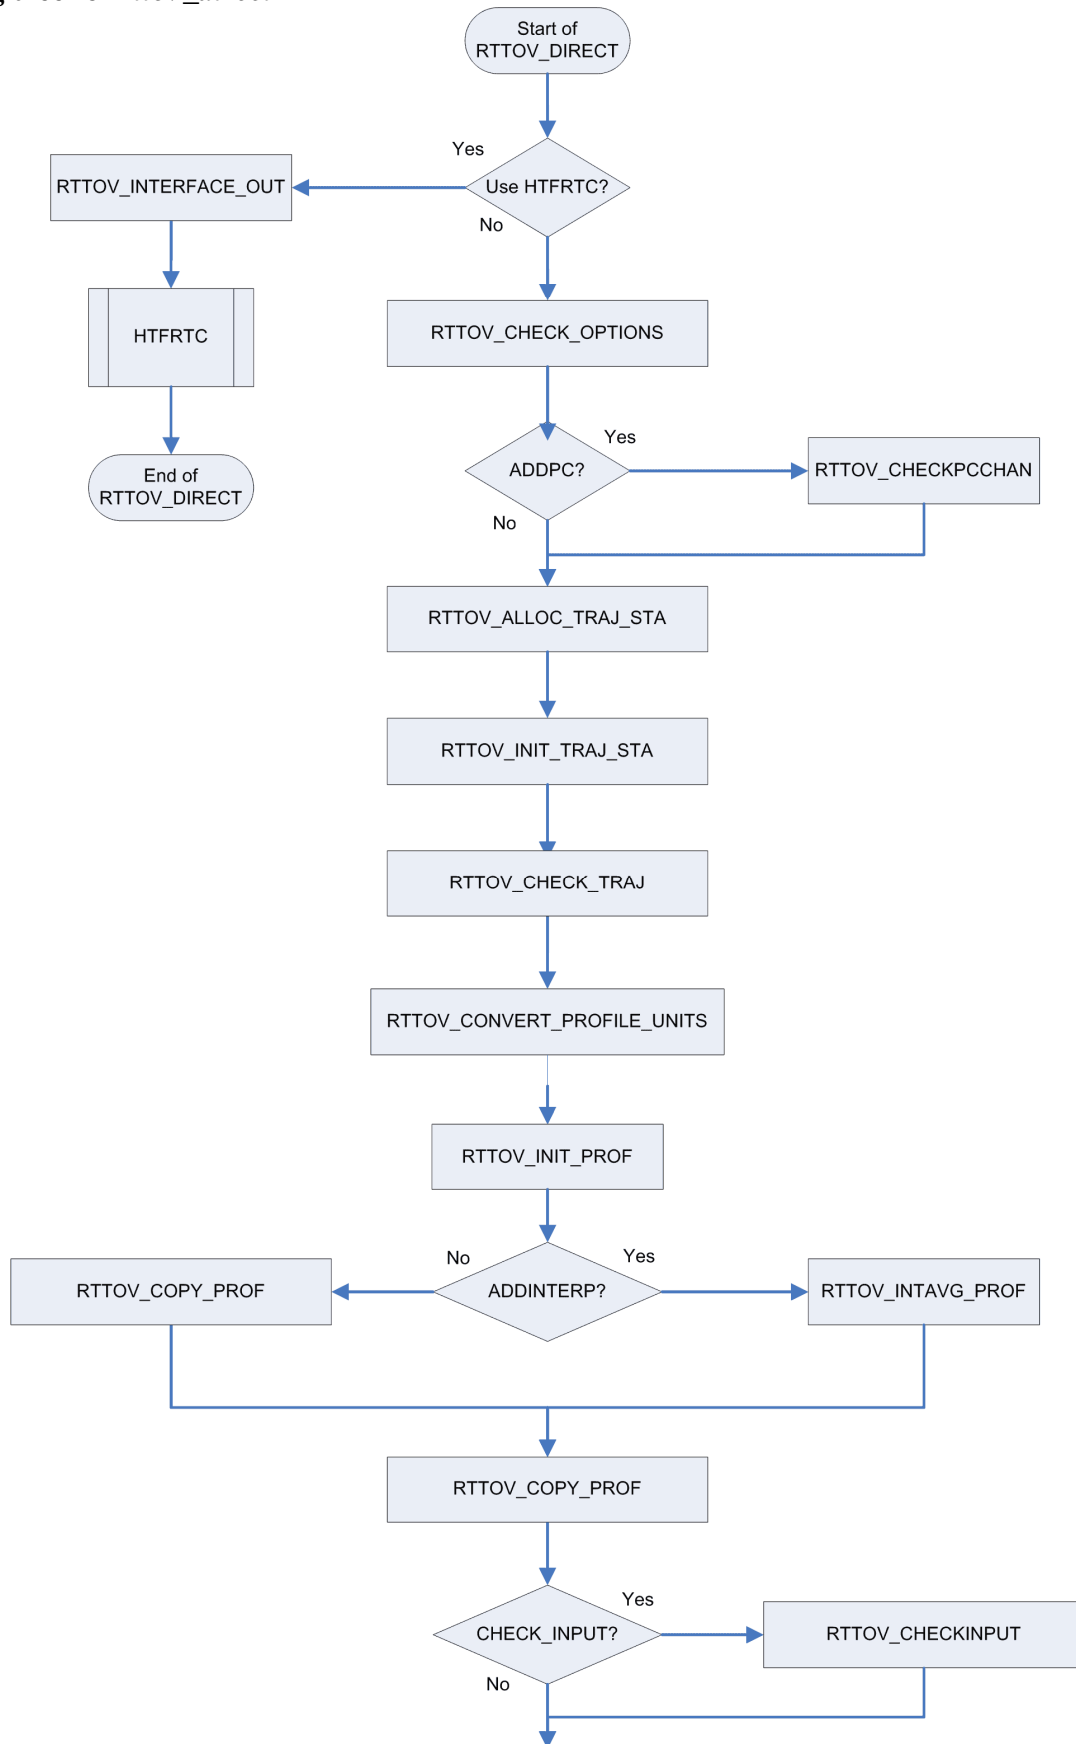 Start of
RTTOV_DIRECT
Yes
RTTOV_INTERFACE_OUT
Use HTFRTC?
No
HTFRTC
RTTOV_CHECK_OPTIONS
Yes
ADDPC?
RTTOV_CHECKPCCHAN
End of
RTTOV_DIRECT
No
RTTOV_ALLOC_TRAJ_STA
RTTOV_INIT_TRAJ_STA
RTTOV_CHECK_TRAJ
RTTOV_CONVERT_PROFILE_UNITS
RTTOV_INIT_PROF
No
Yes
RTTOV_COPY_PROF
ADDINTERP?
RTTOV_INTAVG_PROF
RTTOV_COPY_PROF
Yes
CHECK_INPUT?
RTTOV_CHECKINPUT
No